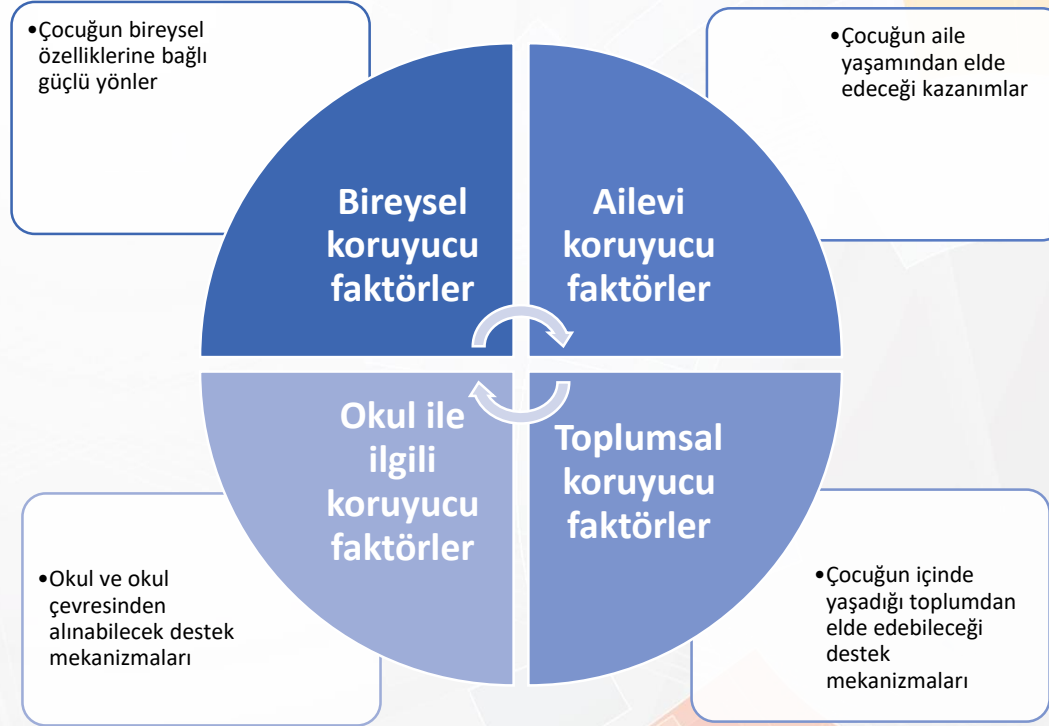 •Çocuğun bireysel
özelliklerine bağlı
güçlü yönler
•Çocuğun aile
yaşamından elde
edeceği kazanımlar
Bireysel
koruyucu
faktörler
Ailevi
koruyucu
faktörler
Okul ile
ilgili
koruyucu
faktörler
Toplumsal
koruyucu
faktörler
•Okul ve okul
çevresinden
alınabilecek destek
mekanizmaları
•Çocuğun içinde
yaşadığı toplumdan
elde edebileceği
destek
mekanizmaları